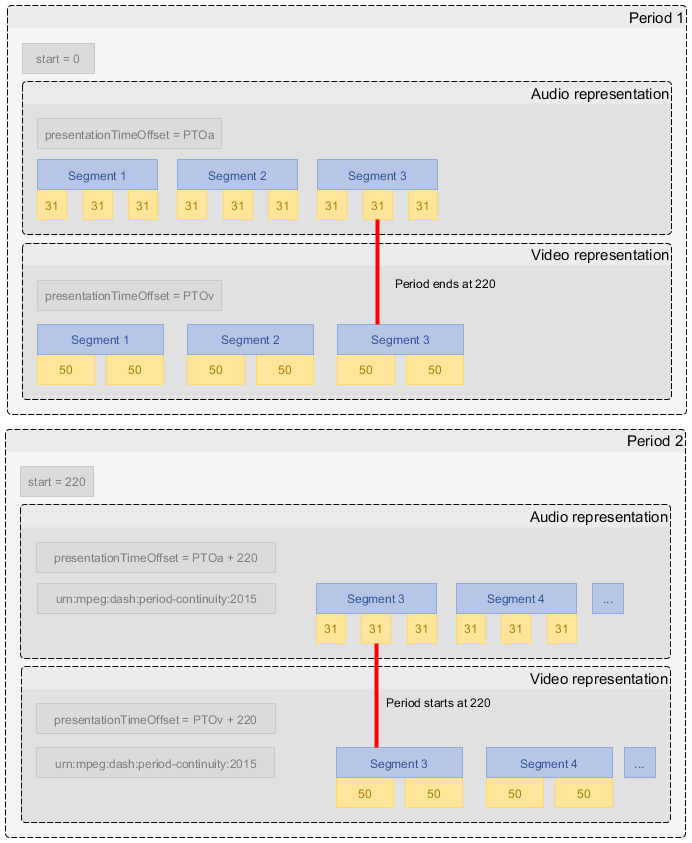 Period 1
start = 0
Audio representation
presentationTimeOffset = PTOa
Segment 1 Segment 2 Segment 3
31 31 31 31 31 31 31 31 31
Video representation
Period ends at 220
presentationTimeOffset = PTOv
Segment 1 Segment 2 Segment 3
50 50 50 50 50 50
Period 2
start = 220
Audio representation
presentationTimeOffset = PTOa + 220
urn:mpeg:dash:period-continuity:2015 Segment 3 Segment 4 ...
31 31 31 31 31 31
Video representation
Period starts at 220
presentationTimeOffset = PTOv + 220
urn:mpeg:dash:period-continuity:2015 Segment 3 Segment 4 ...
50 50 50 50